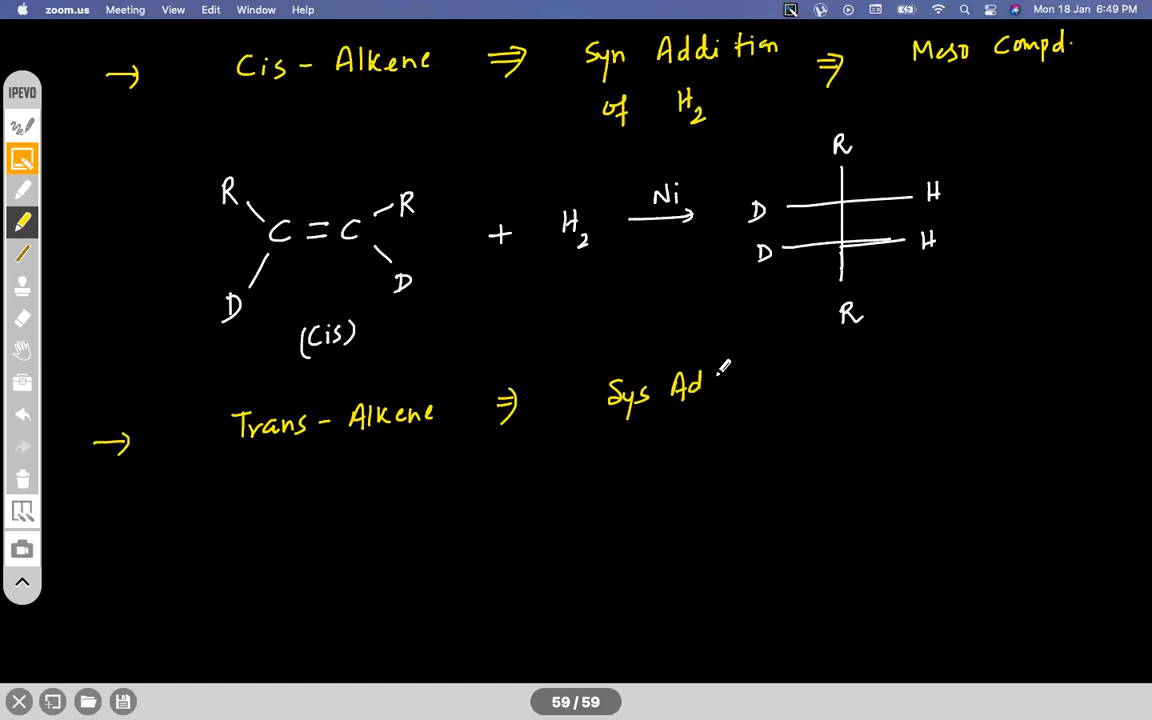 zoom.us Meeting View Edit Window Help Mon 18 Jan 6:49 PM
IPEVO
→ Cis - Alkene ⇒ Syn Addition ⇒ Meso Compd.
of H2
R R
C = C + H2 Ni →
D D
(Cis)
R
D H
D H
R
→ Trans - Alkene ⇒ Sys Ad
59 / 59